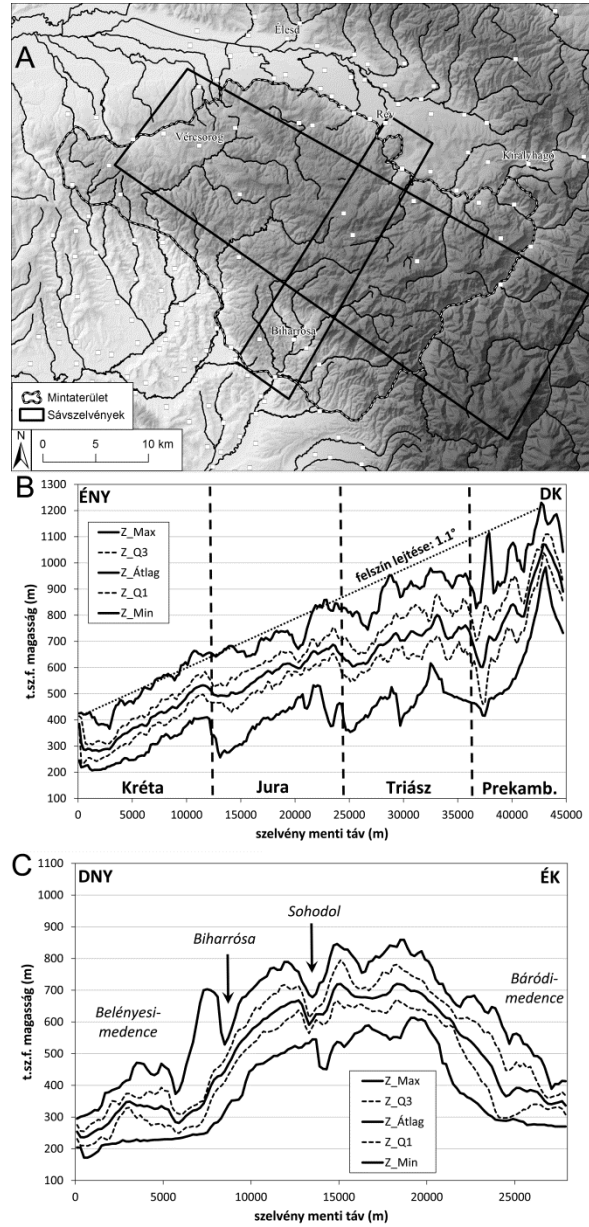 A
Élesd
Rév
Vércsorog
Királyhágó
Biharrósa
Mintaterület
Sávszelvények
N
0 5 10 km
B
ÉNY
DK
1300
1200
1100
1000
900
800
700
600
500
400
300
200
100
t.sz.f. magasság (m)
Z_Max
Z_Q3
Z_Átlag
Z_Q1
Z_Min
felszín lejtése: 1.1°
Kréta Jura Triász Prekamb.
0 5000 10000 15000 20000 25000 30000 35000 40000 45000
szelvény menti táv (m)
C
DNY
ÉK
1100
1000
900
800
700
600
500
400
300
200
100
t.sz.f. magasság (m)
Sohodol
Biharrósa
Belényesi-
medence
Báródi-
medence
Z_Max
Z_Q3
Z_Átlag
Z_Q1
Z_Min
0 5000 10000 15000 20000 25000
szelvény menti táv (m)